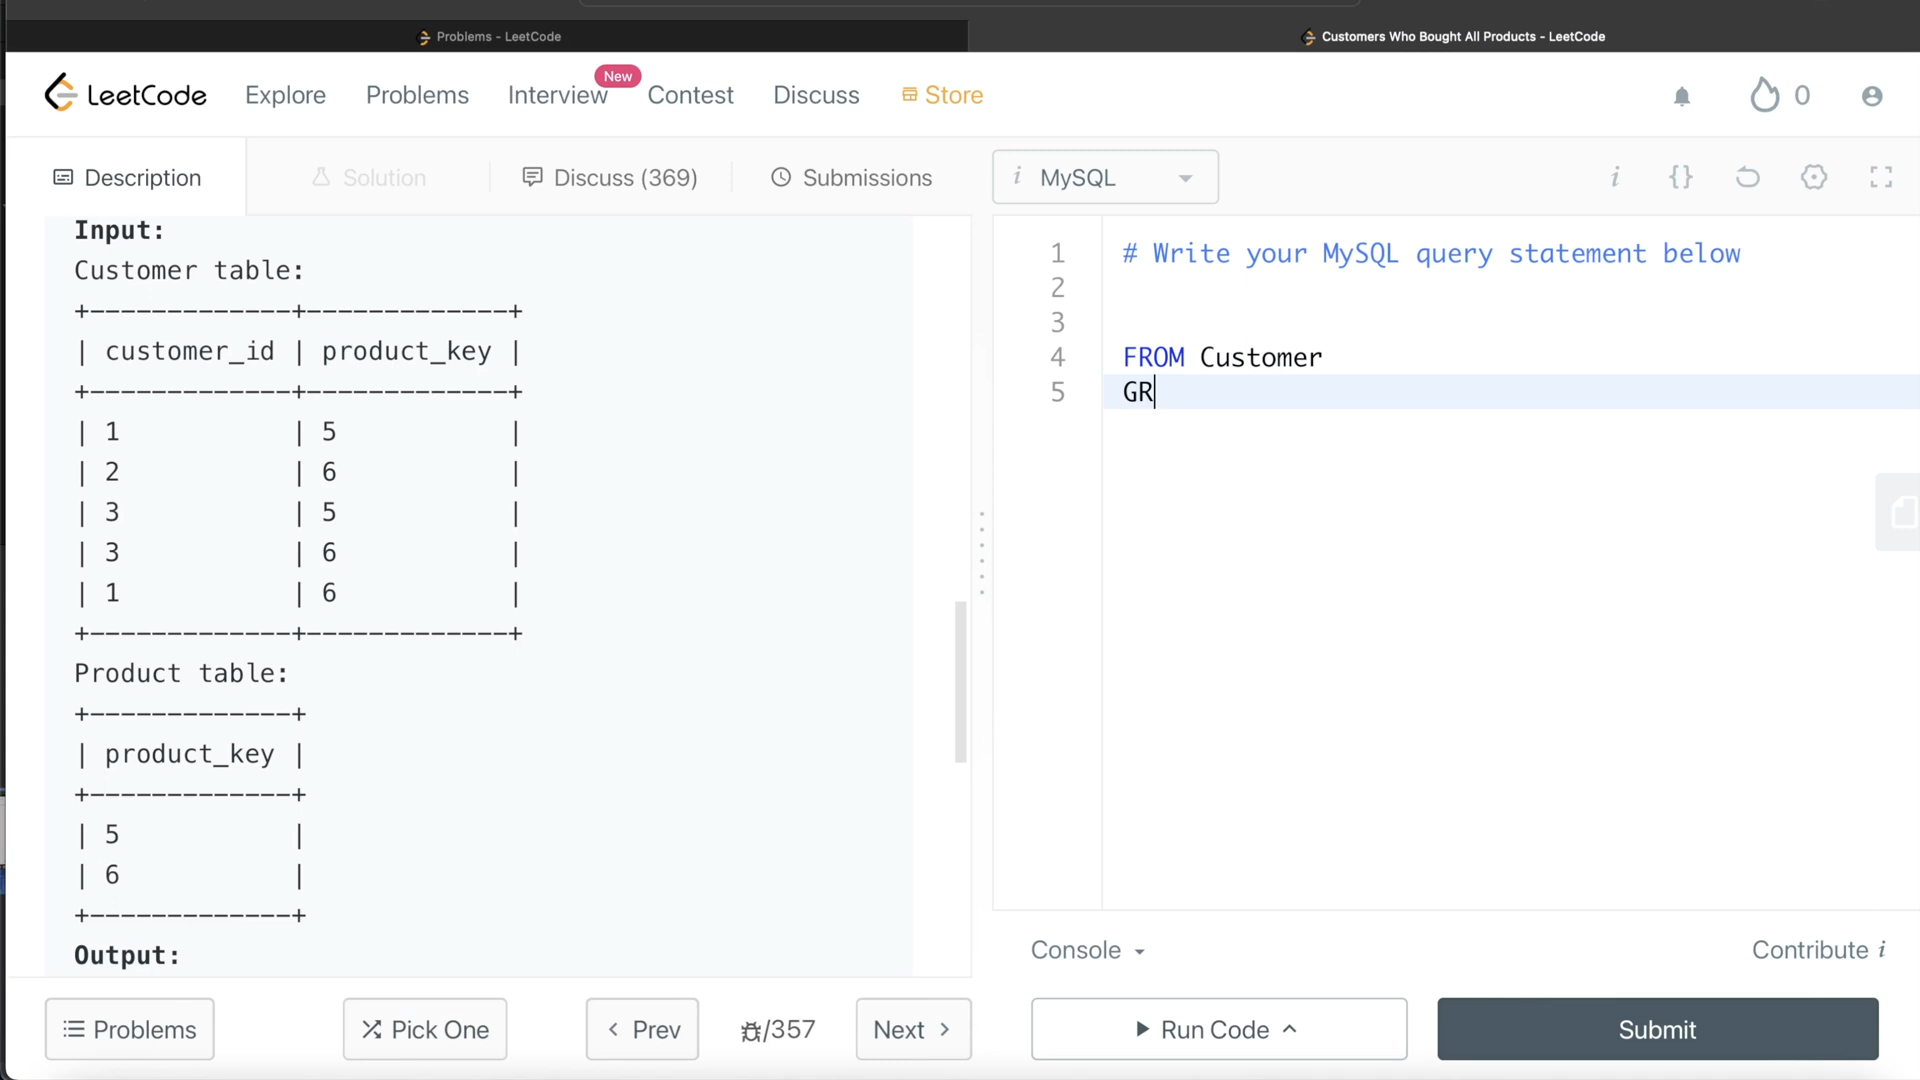 Problems - LeetCode
Customers Who Bought All Products - LeetCode
LeetCode Explore Problems Interview New Contest Discuss Store 0
Description Solution Discuss (369) Submissions
i MySQL i {}
Input:
Customer table:
+-------------+-------------+
| customer_id | product_key |
+-------------+-------------+
| 1           | 5           |
| 2           | 6           |
| 3           | 5           |
| 3           | 6           |
| 1           | 6           |
+-------------+-------------+
Product table:
+-------------+
| product_key |
+-------------+
| 5           |
| 6           |
+-------------+
Output:
1 # Write your MySQL query statement below
2
3
4 FROM Customer
5 GR
Console Contribute i
Problems Pick One < Prev /357 Next > Run Code Submit